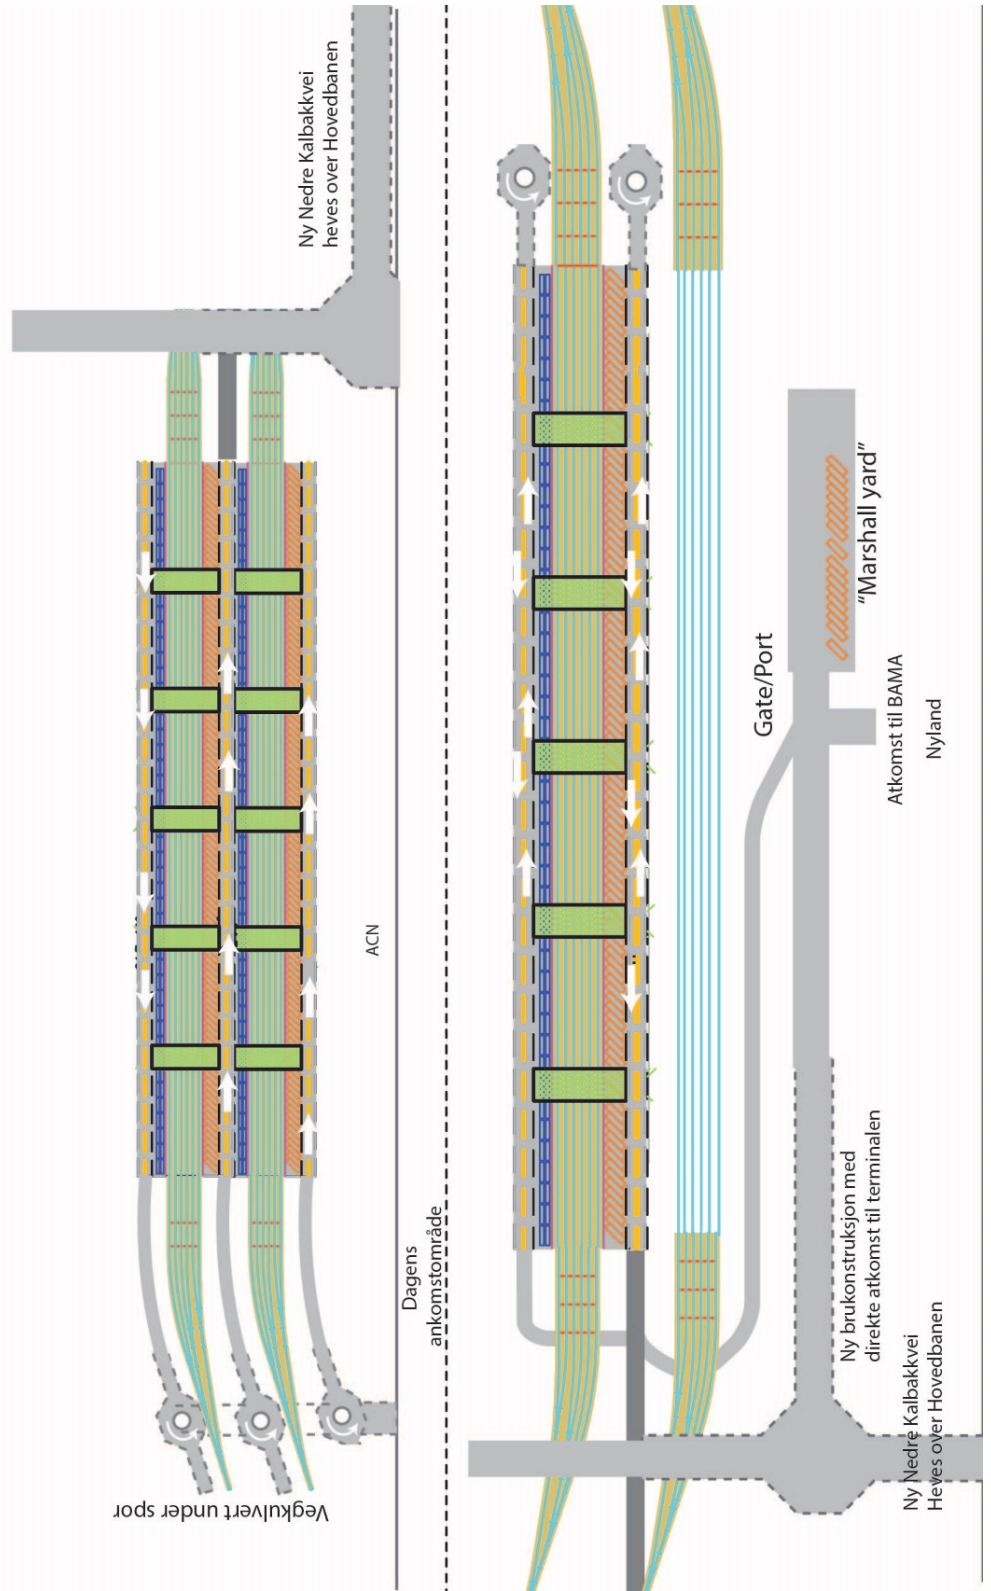 Ny Nedre Kalbakkvei
heves over Hovedbanen
ACN
Dagens
ankomstområde
Vegkulvert under spor
Gate/Port
"Marshall yard"
Atkomst til BAMA
Nyland
Ny brukonstruksjon med
direkte atkomst til terminalen
Ny Nedre Kalbakkvei
Heves over Hovedbanen